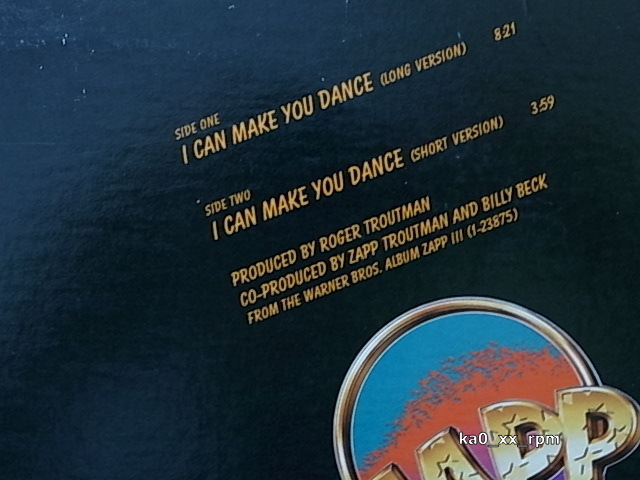 SIDE ONE
I CAN MAKE YOU DANCE (LONG VERSION) 8:21
SIDE TWO
I CAN MAKE YOU DANCE (SHORT VERSION) 3:59
PRODUCED BY ROGER TROUTMAN
CO-PRODUCED BY ZAPP TROUTMAN AND BILLY BECK
FROM THE WARNER BROS. ALBUM ZAPP III (1-23875)
ZAPP
ka0_xx_rpm